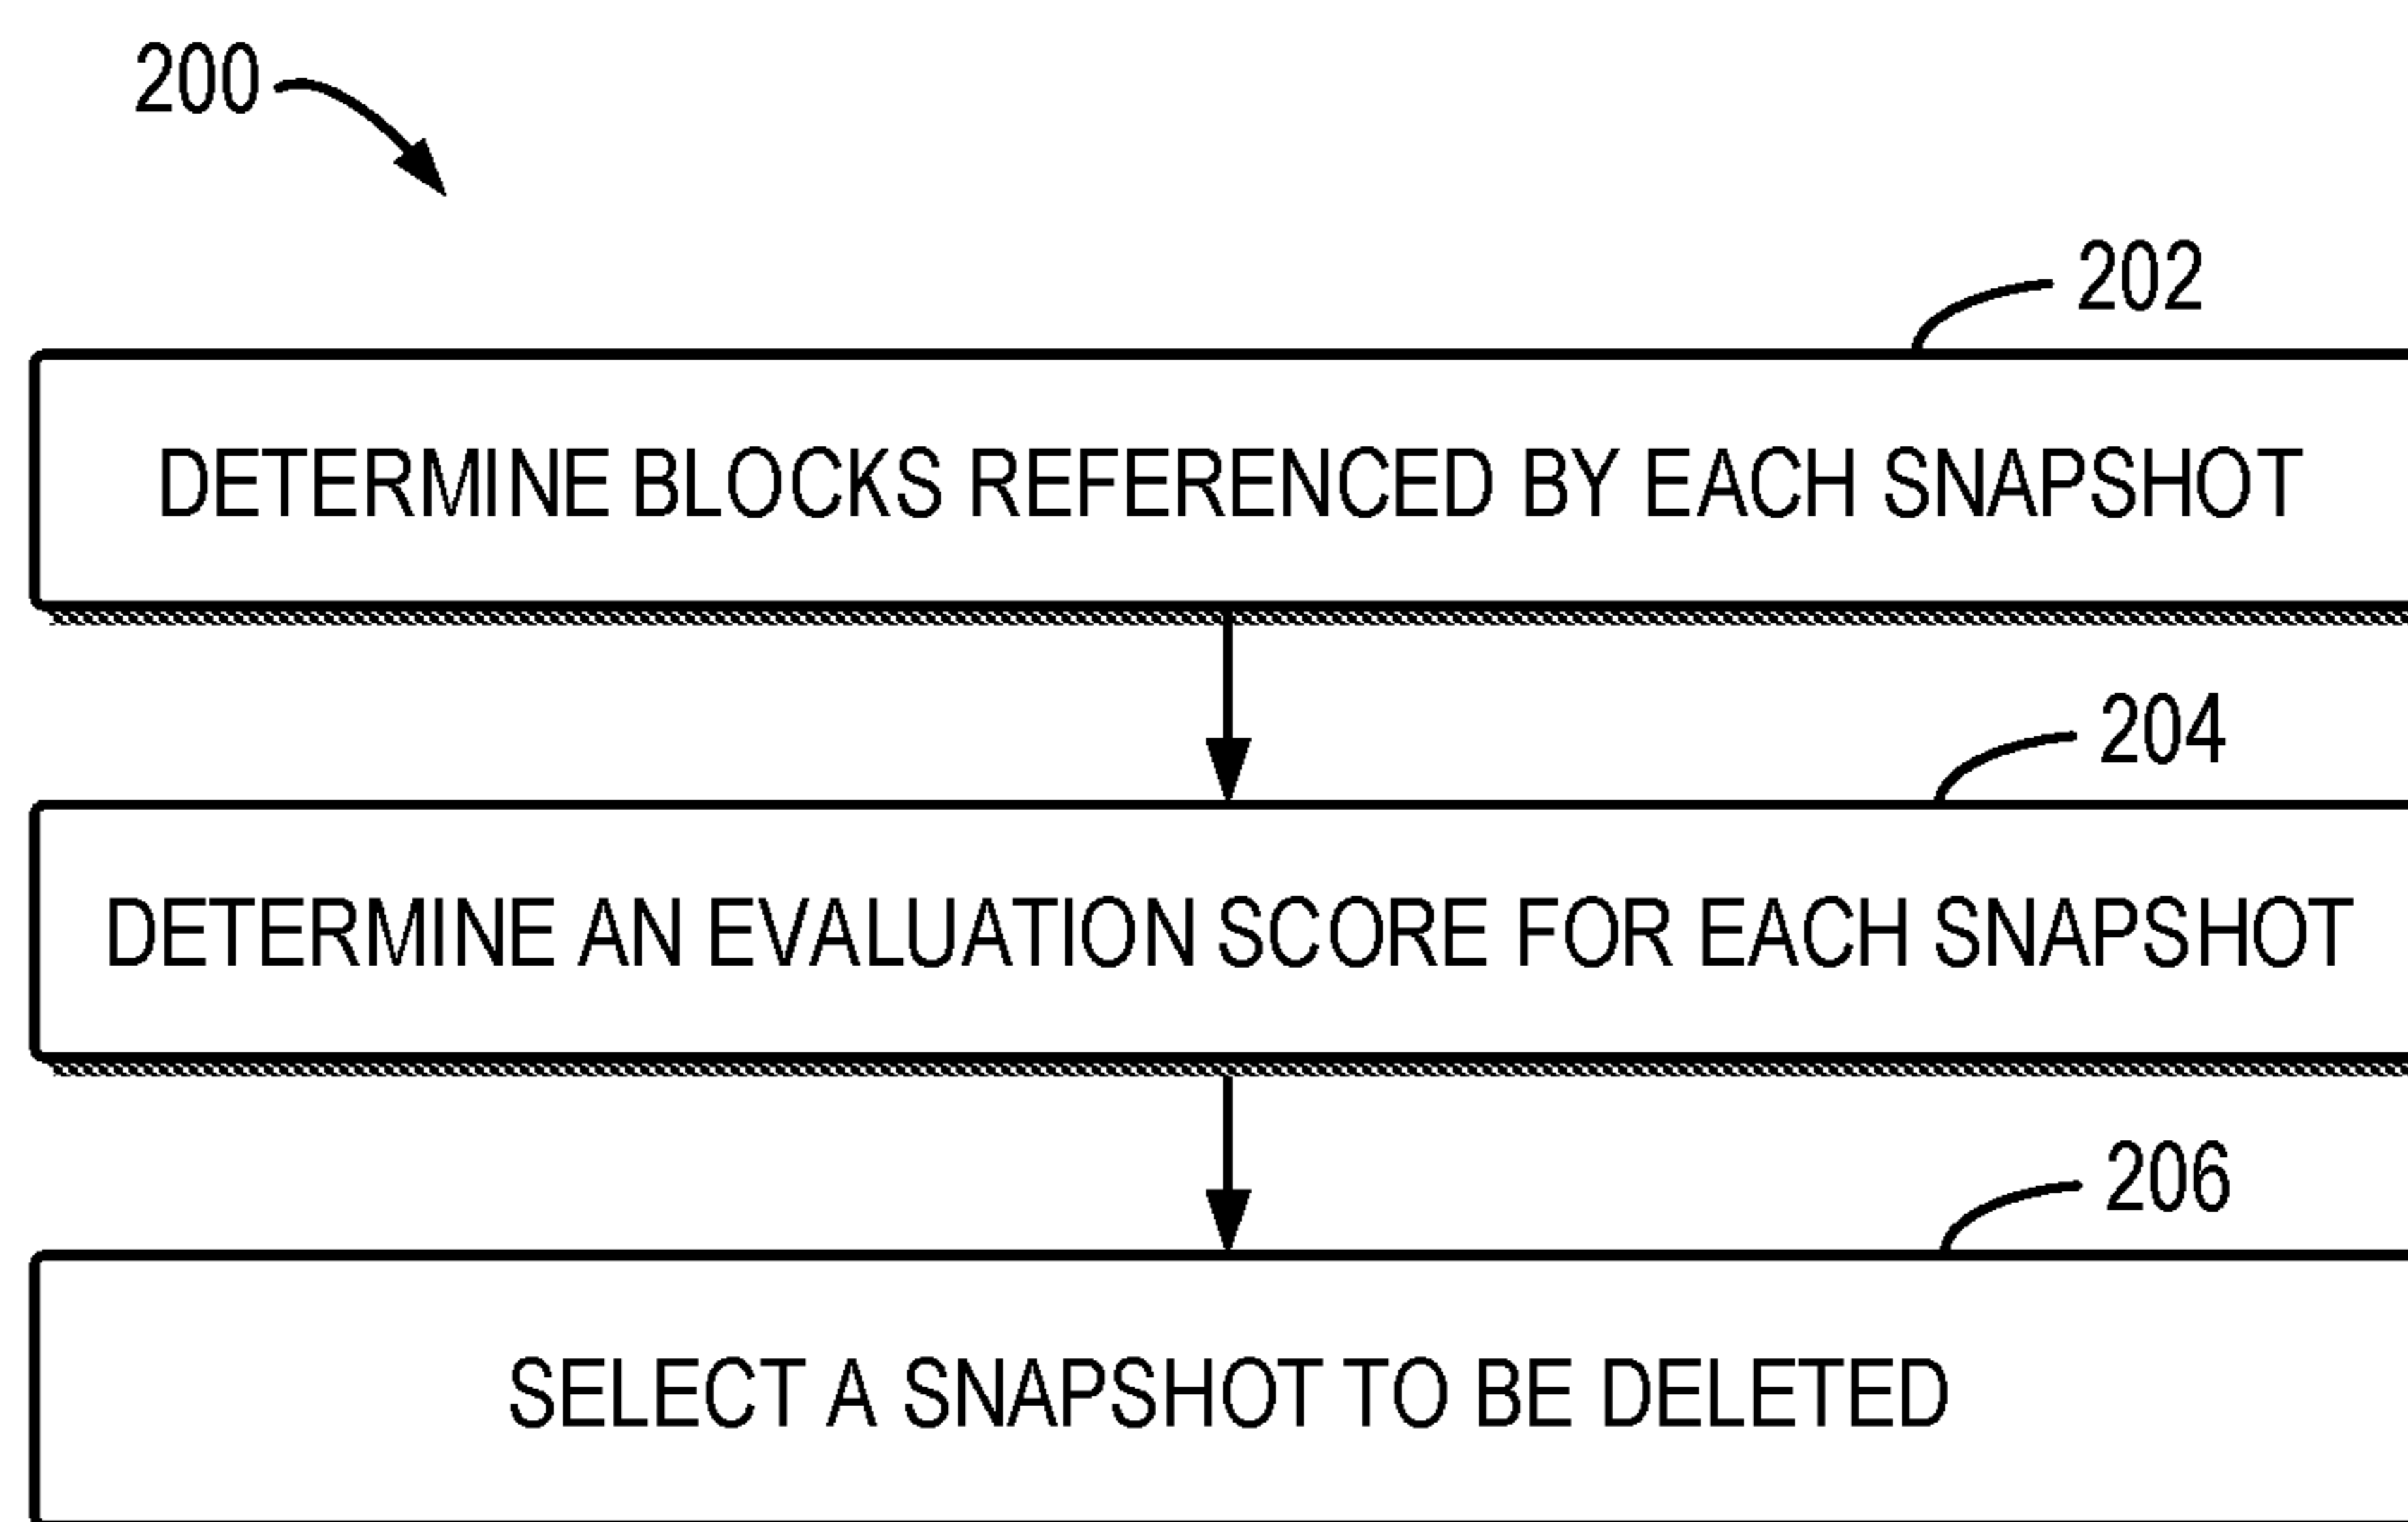 200
202
DETERMINE BLOCKS REFERENCED BY EACH SNAPSHOT
204
DETERMINE AN EVALUATION SCORE FOR EACH SNAPSHOT
206
SELECT A SNAPSHOT TO BE DELETED